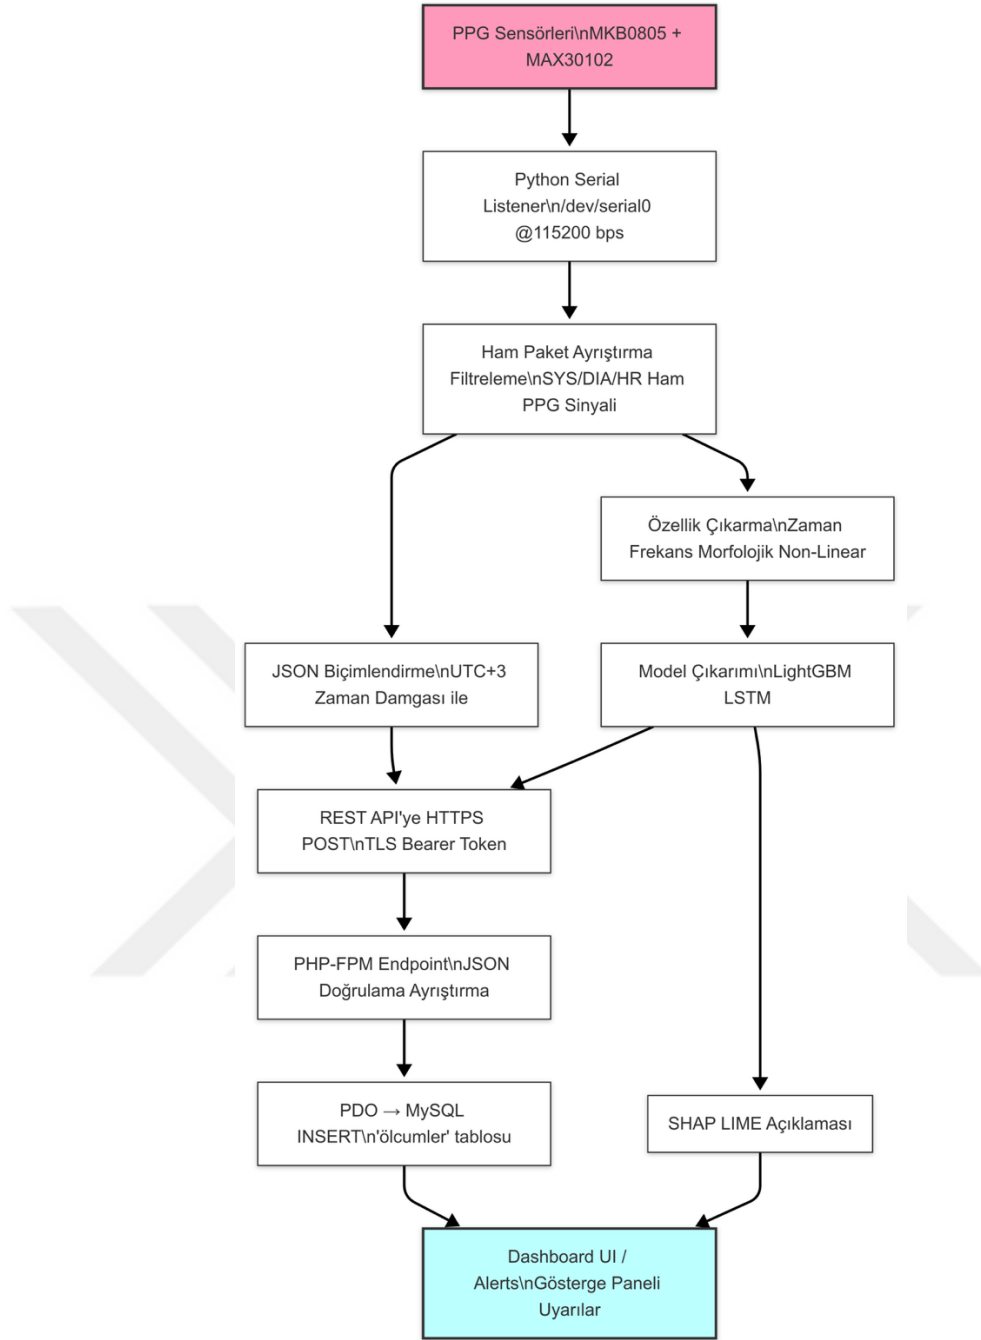 PPG Sensörleri\nMKB0805 +
MAX30102
Python Serial
Listener\n/dev/serial0
@115200 bps
Ham Paket Ayrıştırma
Filtreleme\nSYS/DIA/HR Ham
PPG Sinyali
Özellik Çıkarma\nZaman
Frekans Morfolojik Non-Linear
JSON Biçimlendirme\nUTC+3
Zaman Damgası ile
Model Çıkarımı\nLightGBM
LSTM
REST API'ye HTTPS
POST\nTLS Bearer Token
PHP-FPM Endpoint\nJSON
Doğrulama Ayrıştırma
PDO → MySQL
INSERT\n'ölcumler' tablosu
SHAP LIME Açıklaması
Dashboard UI /
Alerts\nGösterge Paneli
Uyarılar